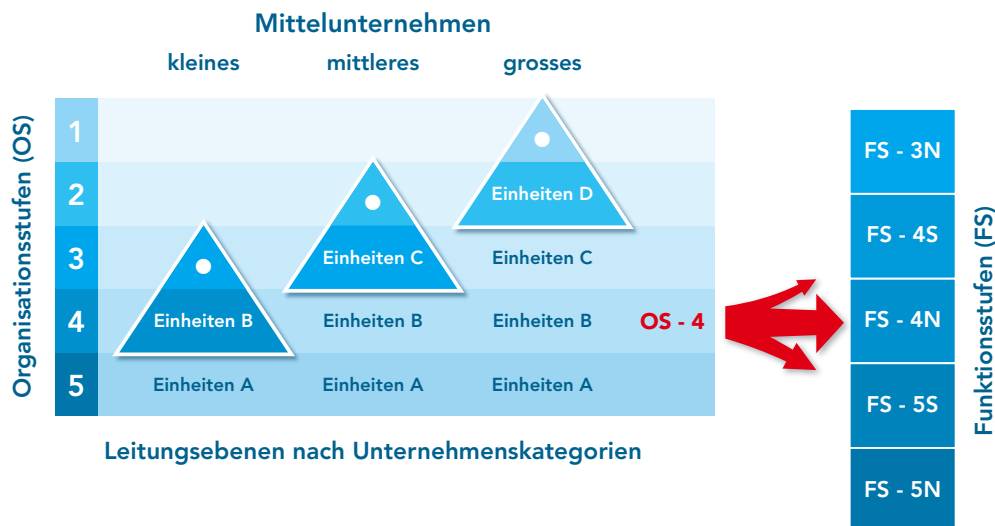 Mittelunternehmen
kleines mittleres grosses
Organisationsstufen (OS)
1
2 Einheiten D
3 Einheiten C Einheiten C
4 Einheiten B Einheiten B Einheiten B OS - 4
5 Einheiten A Einheiten A Einheiten A
Leitungsebenen nach Unternehmenskategorien
FS - 3N
FS - 4S
FS - 4N
FS - 5S
FS - 5N
Funktionsstufen (FS)